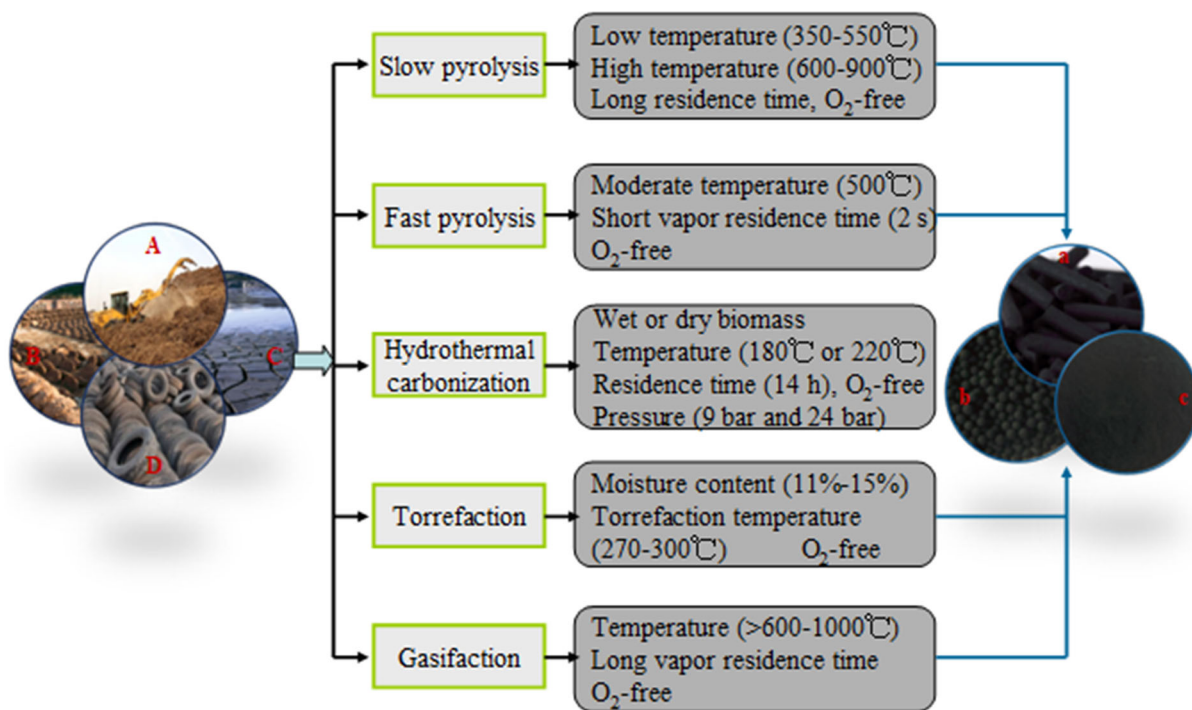 Slow pyrolysis
Low temperature (350-550℃)
High temperature (600-900℃)
Long residence time, O₂-free
Fast pyrolysis
Moderate temperature (500℃)
Short vapor residence time (2 s)
O₂-free
A
B
C
D
Hydrothermal
carbonization
Wet or dry biomass
Temperature (180℃ or 220℃)
Residence time (14 h), O₂-free
Pressure (9 bar and 24 bar)
a
b
c
Torrefaction
Moisture content (11%-15%)
Torrefaction temperature
(270-300℃) O₂-free
Gasifaction
Temperature (>600-1000℃)
Long vapor residence time
O₂-free